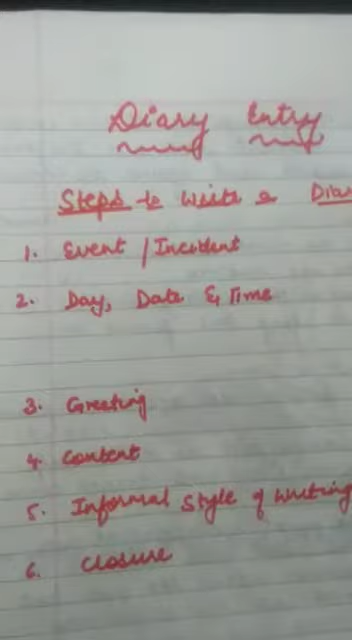 Diary Entry
Steps to write a Diar
1. Event / Incident
2. Day, Date & Time
3. Greeting
4. Content
5. Informal Style of Writing
6. Closure